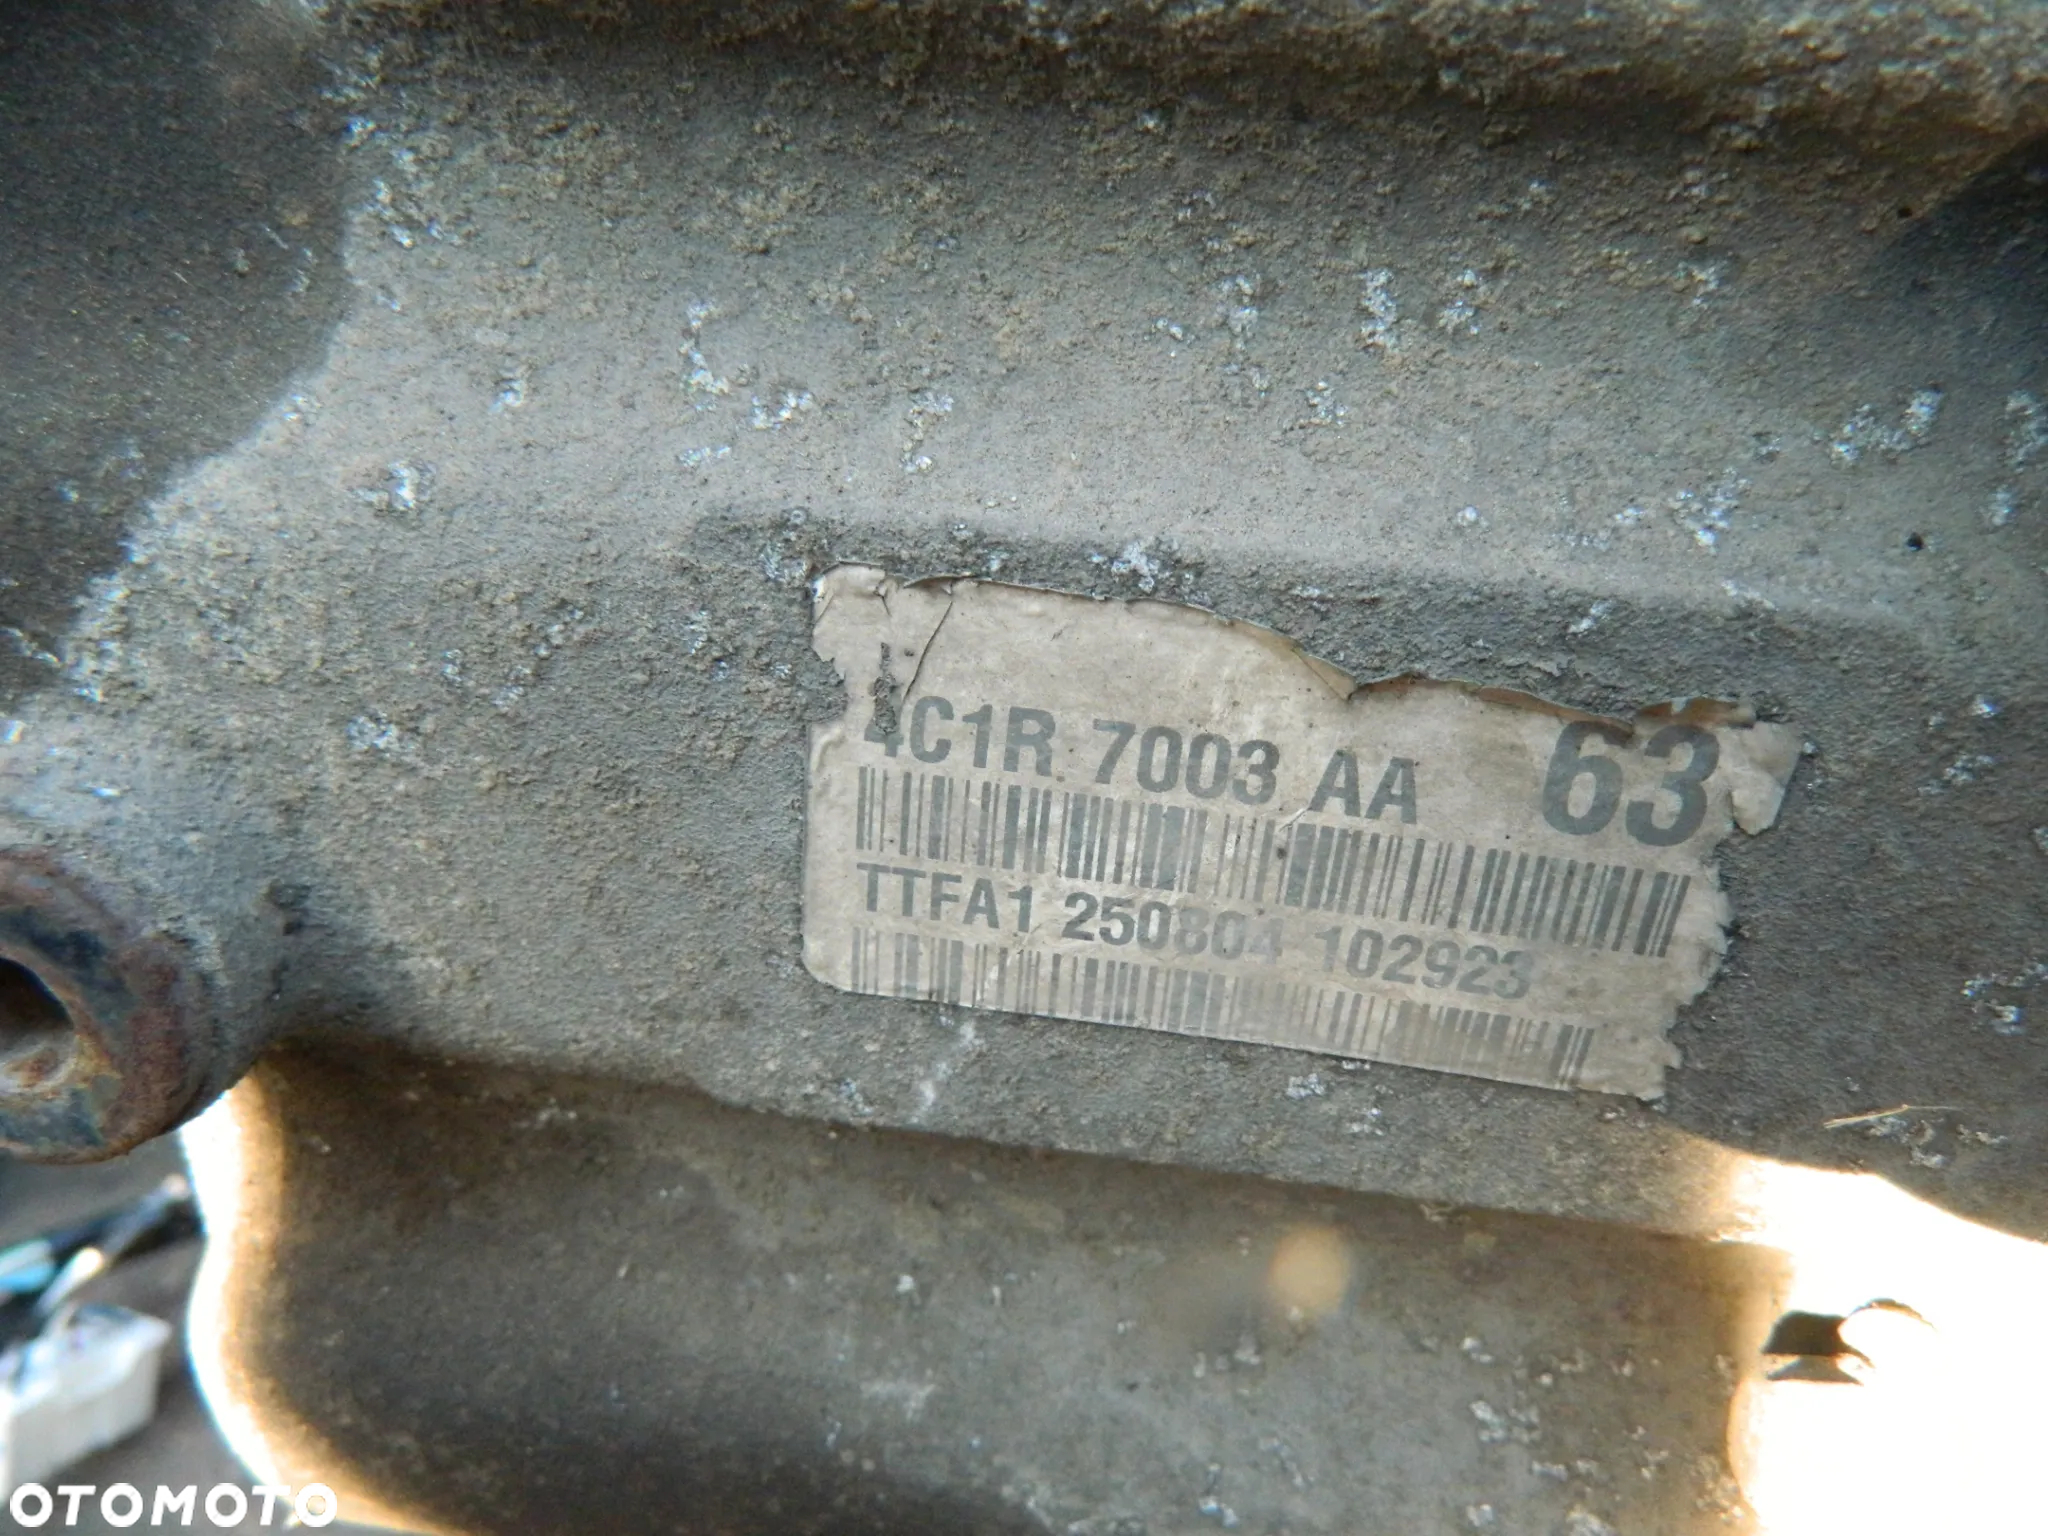 4C1R 7003 AA 63
TTFA1 250804 102923
OTOMOTO